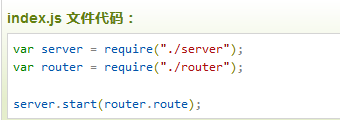 index.js 文件代码：
var server = require("./server");
var router = require("./router");
server.start(router.route);